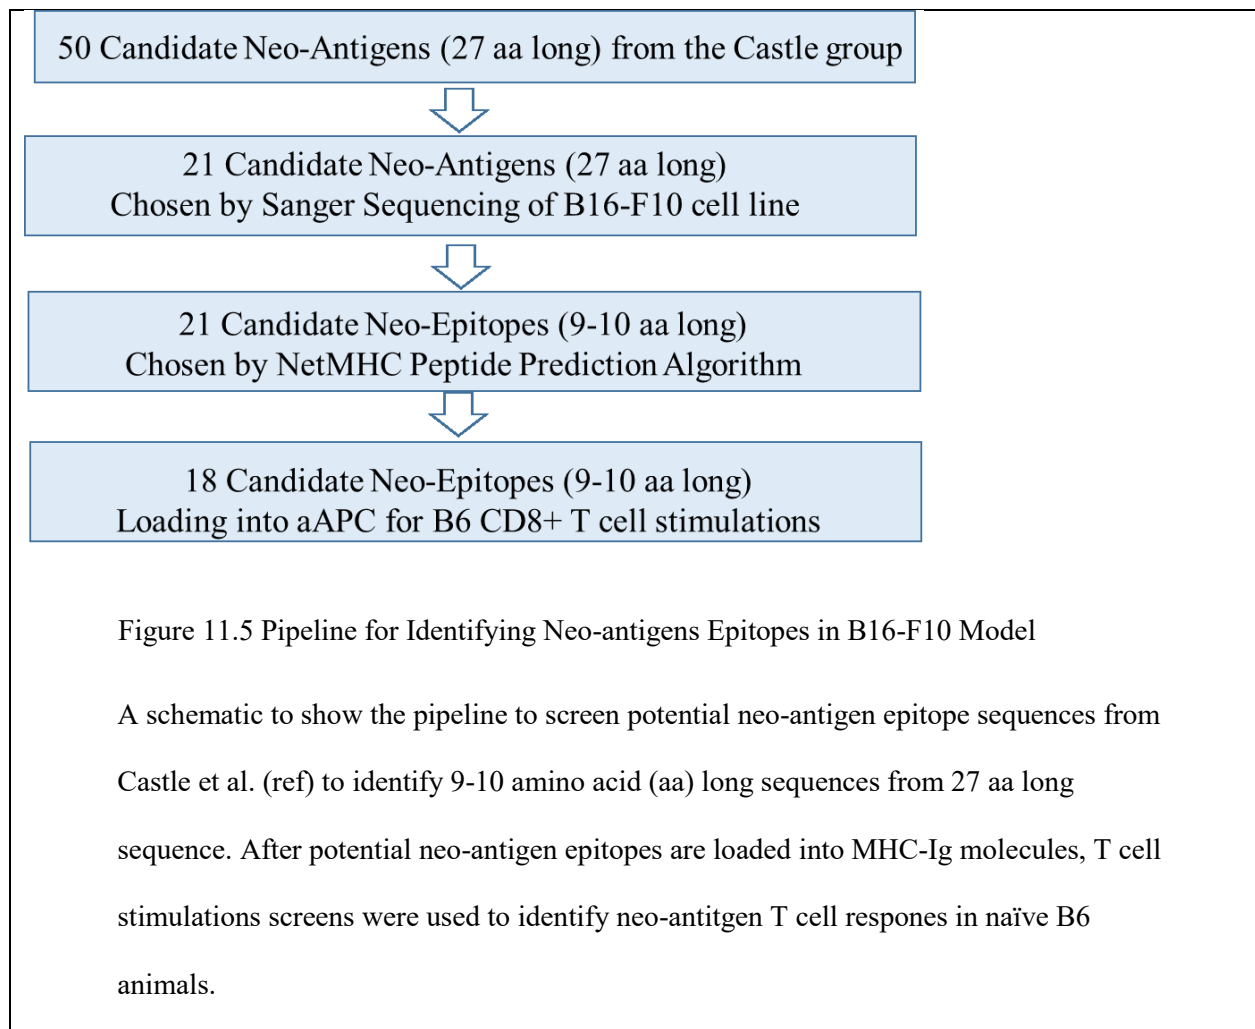 50 Candidate Neo-Antigens (27 aa long) from the Castle group
21 Candidate Neo-Antigens (27 aa long)
Chosen by Sanger Sequencing of B16-F10 cell line
21 Candidate Neo-Epitopes (9-10 aa long)
Chosen by NetMHC Peptide Prediction Algorithm
18 Candidate Neo-Epitopes (9-10 aa long)
Loading into aAPC for B6 CD8+ T cell stimulations
Figure 11.5 Pipeline for Identifying Neo-antigens Epitopes in B16-F10 Model
A schematic to show the pipeline to screen potential neo-antigen epitope sequences from
Castle et al. (ref) to identify 9-10 amino acid (aa) long sequences from 27 aa long
sequence. After potential neo-antigen epitopes are loaded into MHC-Ig molecules, T cell
stimulations screens were used to identify neo-antitgen T cell respones in naïve B6
animals.